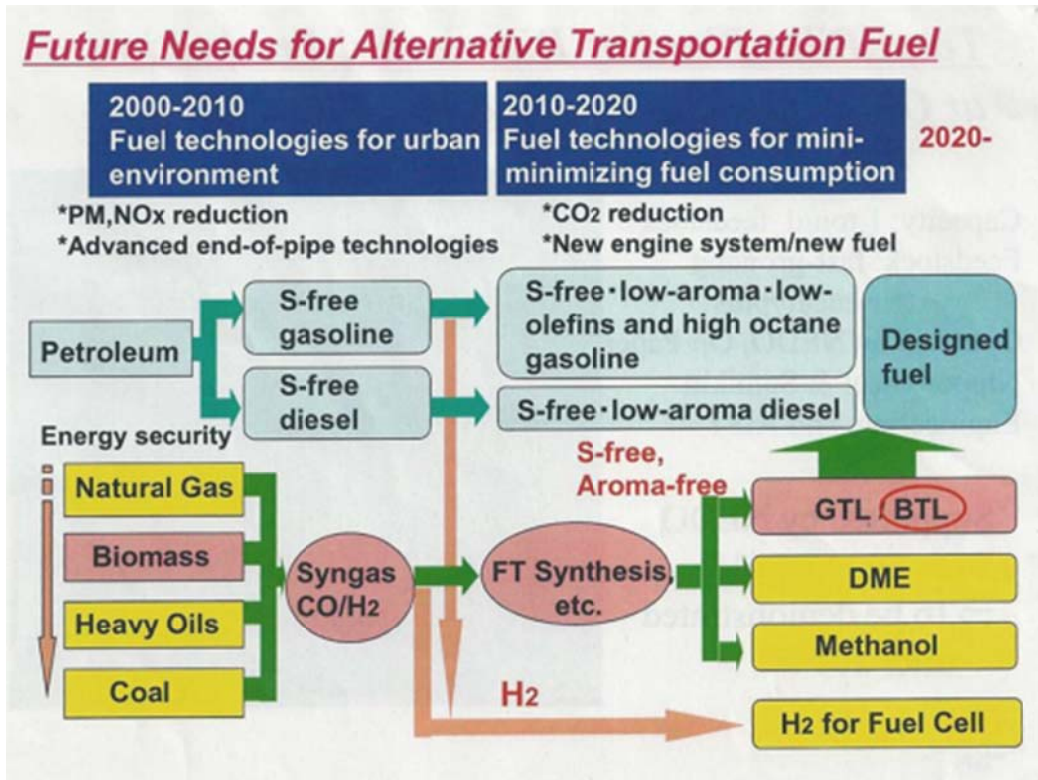 Future Needs for Alternative Transportation Fuel
2000-2010
Fuel technologies for urban
environment
2010-2020
Fuel technologies for mini-
minimizing fuel consumption
2020-
*PM,NOx reduction
*Advanced end-of-pipe technologies
*CO2 reduction
*New engine system/new fuel
Petroleum
S-free
gasoline
S-free
diesel
S-free・low-aroma・low-
olefins and high octane
gasoline
S-free・low-aroma diesel
Designed
fuel
Energy security
Natural Gas
Biomass
Heavy Oils
Coal
Syngas
CO/H2
FT Synthesis,
etc.
S-free,
Aroma-free
GTL, BTL
DME
Methanol
H2
H2 for Fuel Cell